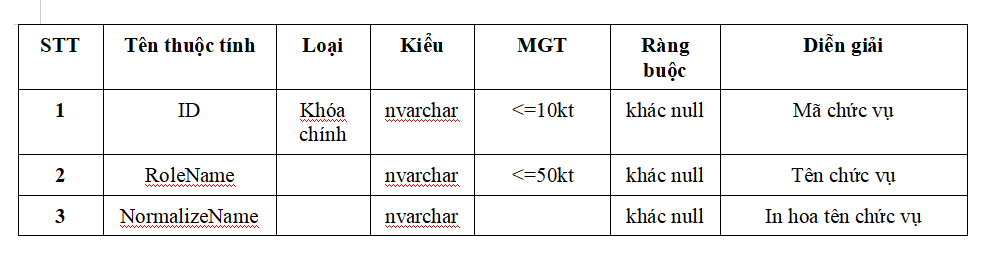 STT Tên thuộc tính Loại Kiểu MGT Ràng buộc Diễn giải
1 ID Khóa chính nvarchar <=10kt khác null Mã chức vụ
2 RoleName nvarchar <=50kt khác null Tên chức vụ
3 NormalizeName nvarchar khác null In hoa tên chức vụ